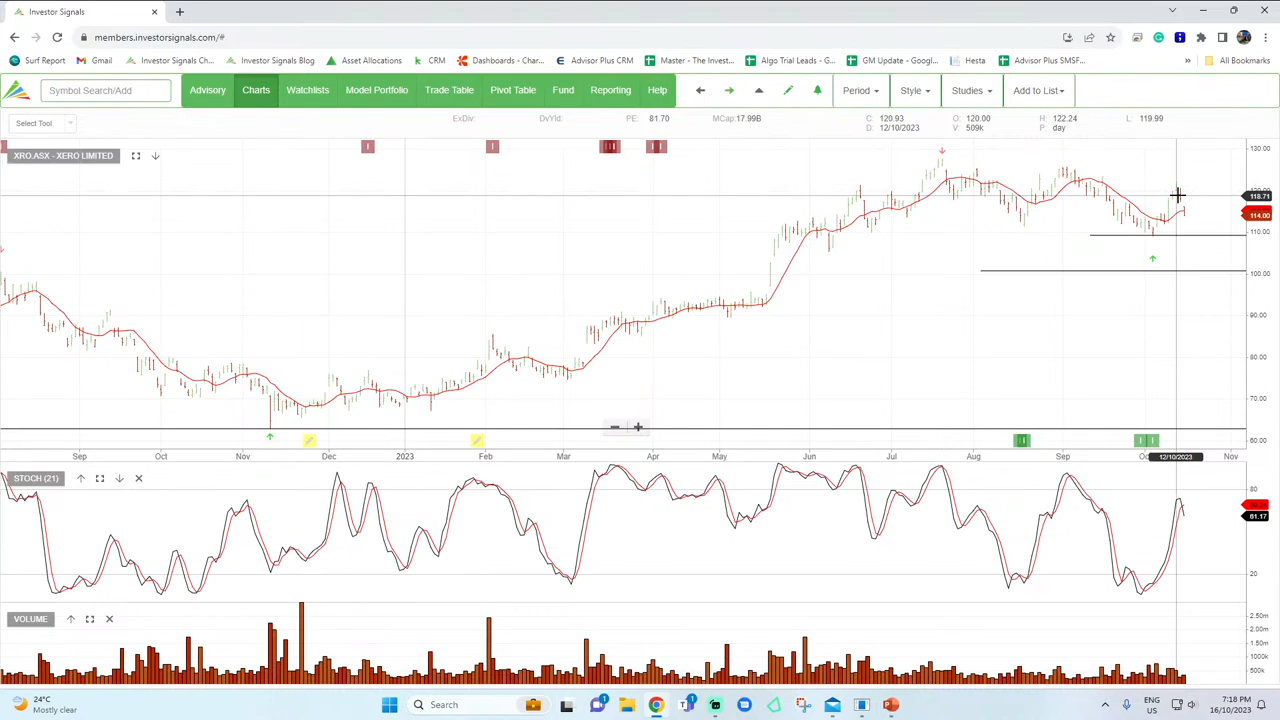 Investor Signals
members.investorsignals.com/#
Surf Report Gmail Investor Signals Ch... Investor Signals Blog Asset Allocations CRM Dashboards - Char... Advisor Plus CRM Master - The Invest... Algo Trial Leads - G... GM Update - Googl... Hesta Advisor Plus SMSF... » All Bookmarks
Symbol Search/Add Advisory Charts Watchlists Model Portfolio Trade Table Pivot Table Fund Reporting Help Period Style Studies Add to List
Select Tool ExDiv: DvYld: PE: 81.70 MCap:17.99B C: 120.93 O: 120.00 H: 122.24 L: 119.99
D: 12/10/2023 V: 509k P: day
XRO.ASX - XERO LIMITED
130.00
120.00
118.71
114.00
110.00
100.00
90.00
80.00
70.00
60.00
Sep Oct Nov Dec 2023 Feb Mar Apr May Jun Jul Aug Sep 12/10/2023 Nov
STOCH (21)
80
61.17
20
VOLUME
2.50m
2.00m
1.50m
1000k
500k
24°C
Mostly clear
Search
ENG
US
7:18 PM
16/10/2023